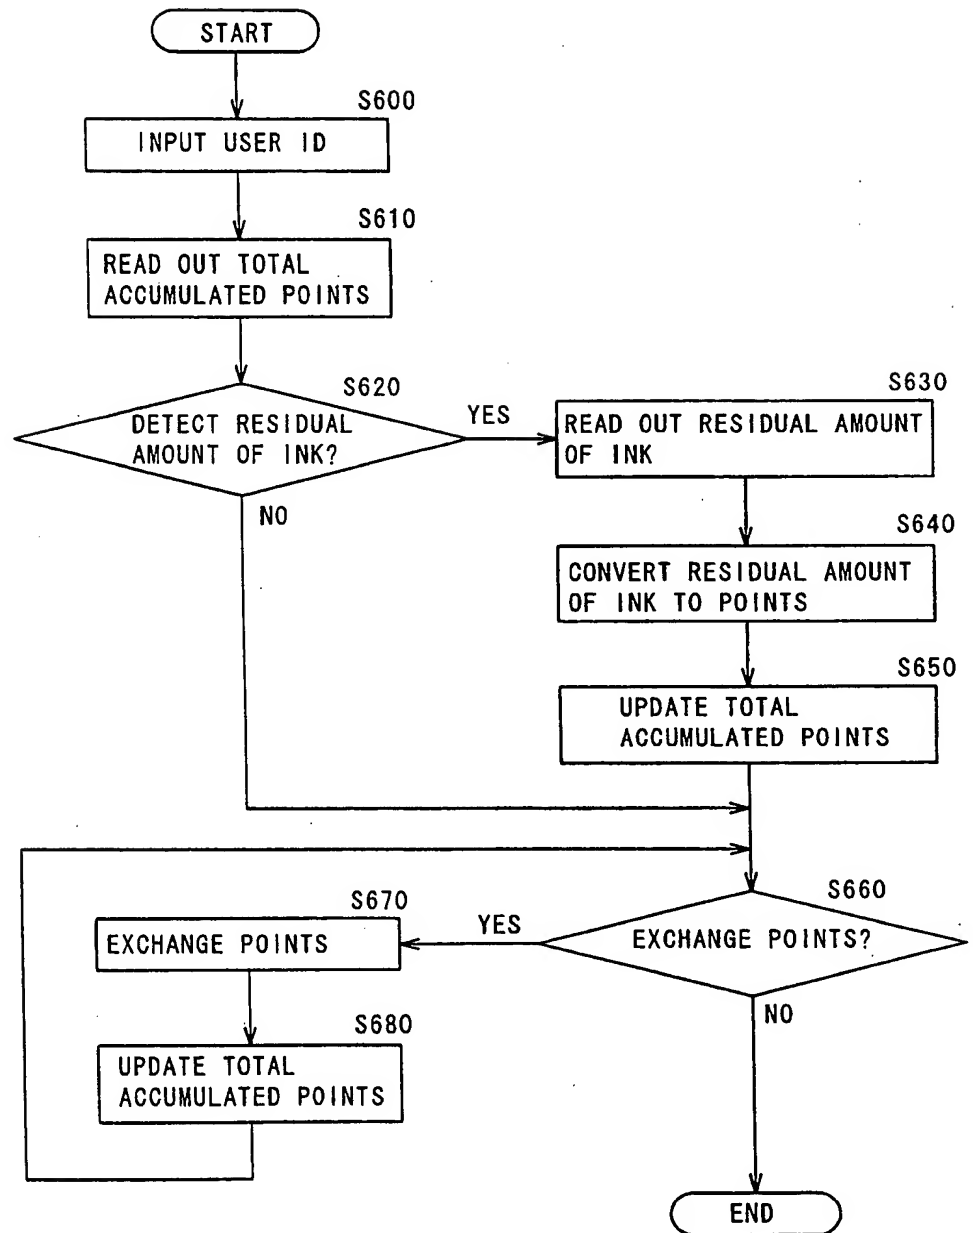 START
S600
INPUT USER ID
S610
READ OUT TOTAL
ACCUMULATED POINTS
S620
DETECT RESIDUAL
AMOUNT OF INK?
YES
NO
S630
READ OUT RESIDUAL AMOUNT
OF INK
S640
CONVERT RESIDUAL AMOUNT
OF INK TO POINTS
S650
UPDATE TOTAL
ACCUMULATED POINTS
S660
EXCHANGE POINTS?
YES
NO
S670
EXCHANGE POINTS
S680
UPDATE TOTAL
ACCUMULATED POINTS
END